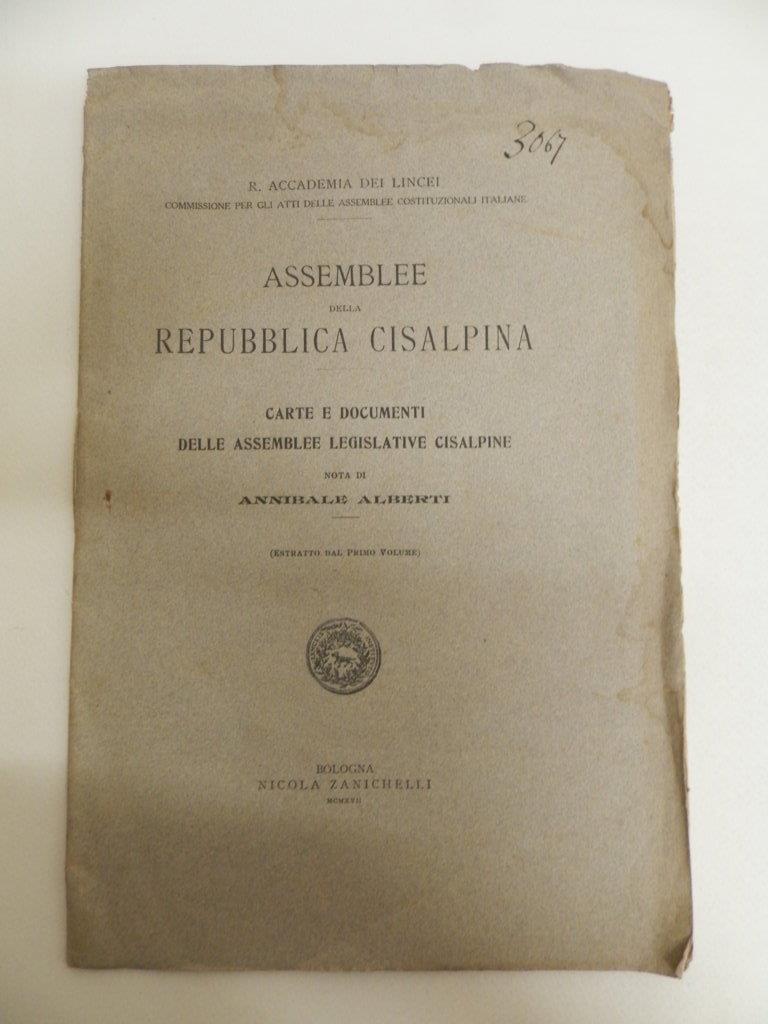 3067
R. ACCADEMIA DEI LINCEI
COMMISSIONE PER GLI ATTI DELLE ASSEMBLEE COSTITUZIONALI ITALIANE
ASSEMBLEE
DELLA
REPUBBLICA CISALPINA
CARTE E DOCUMENTI
DELLE ASSEMBLEE LEGISLATIVE CISALPINE
NOTA DI
ANNIBALE ALBERTI
(ESTRATTO DAL PRIMO VOLUME)
BOLOGNA
NICOLA ZANICHELLI
MCMXVII